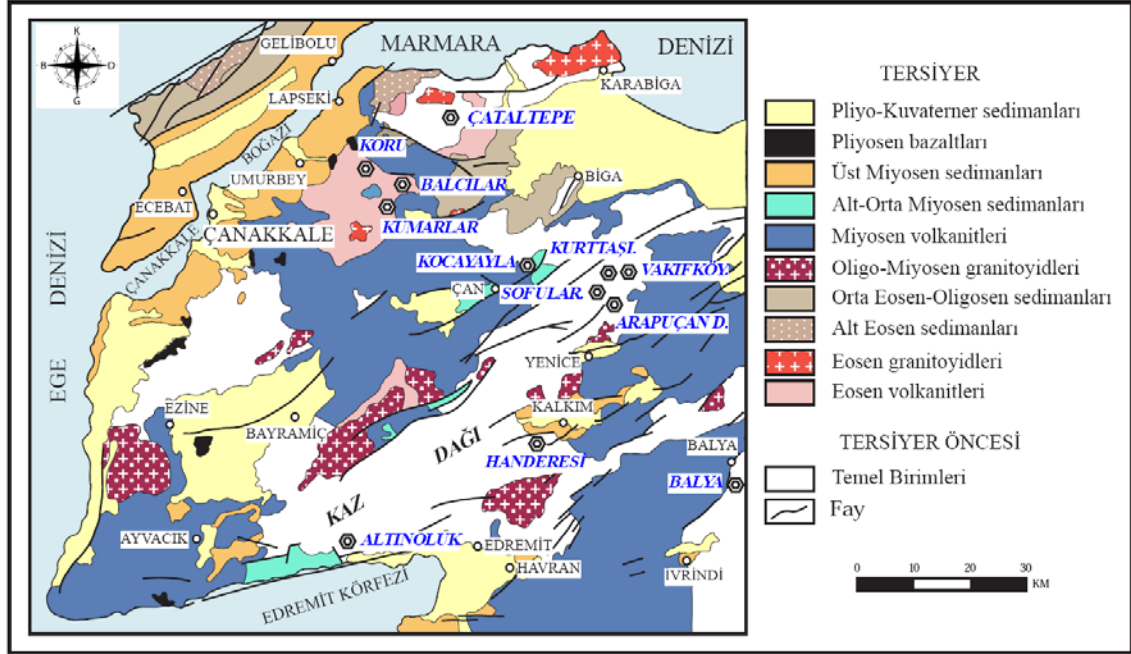 K
B
D
G
GELİBOLU
MARMARA
DENİZİ
KARABİGA
LAPSEKİ
ÇATALTEPE
BOĞAZI
KORU
UMURBEY
BALCILAR
BİGA
ECEBAT
KUMARLAR
ÇANAKKALE
KURTTAŞI.
ÇANAKKALE
KOCAYAYLA
VAKIFKÖY.
ÇAN
SOFULAR.
ARAPUÇAN D.
EGE DENİZİ
YENİCE
EZİNE
KALKIM
BAYRAMİÇ
KAZ DAĞI
HANDERESİ
BALYA
BALYA
AYVACIK
ALTINOLUK
EDREMİT
HAVRAN
İVRİNDİ
EDREMİT KÖRFEZİ
TERSİYER
Pliyo-Kuvaterner sedimanları
Pliyosen bazaltları
Üst Miyosen sedimanları
Alt-Orta Miyosen sedimanları
Miyosen volkanitleri
Oligo-Miyosen granitoyidleri
Orta Eosen-Oligosen sedimanları
Alt Eosen sedimanları
Eosen granitoyidleri
Eosen volkanitleri
TERSİYER ÖNCESİ
Temel Birimleri
Fay
0 10 20 30
KM